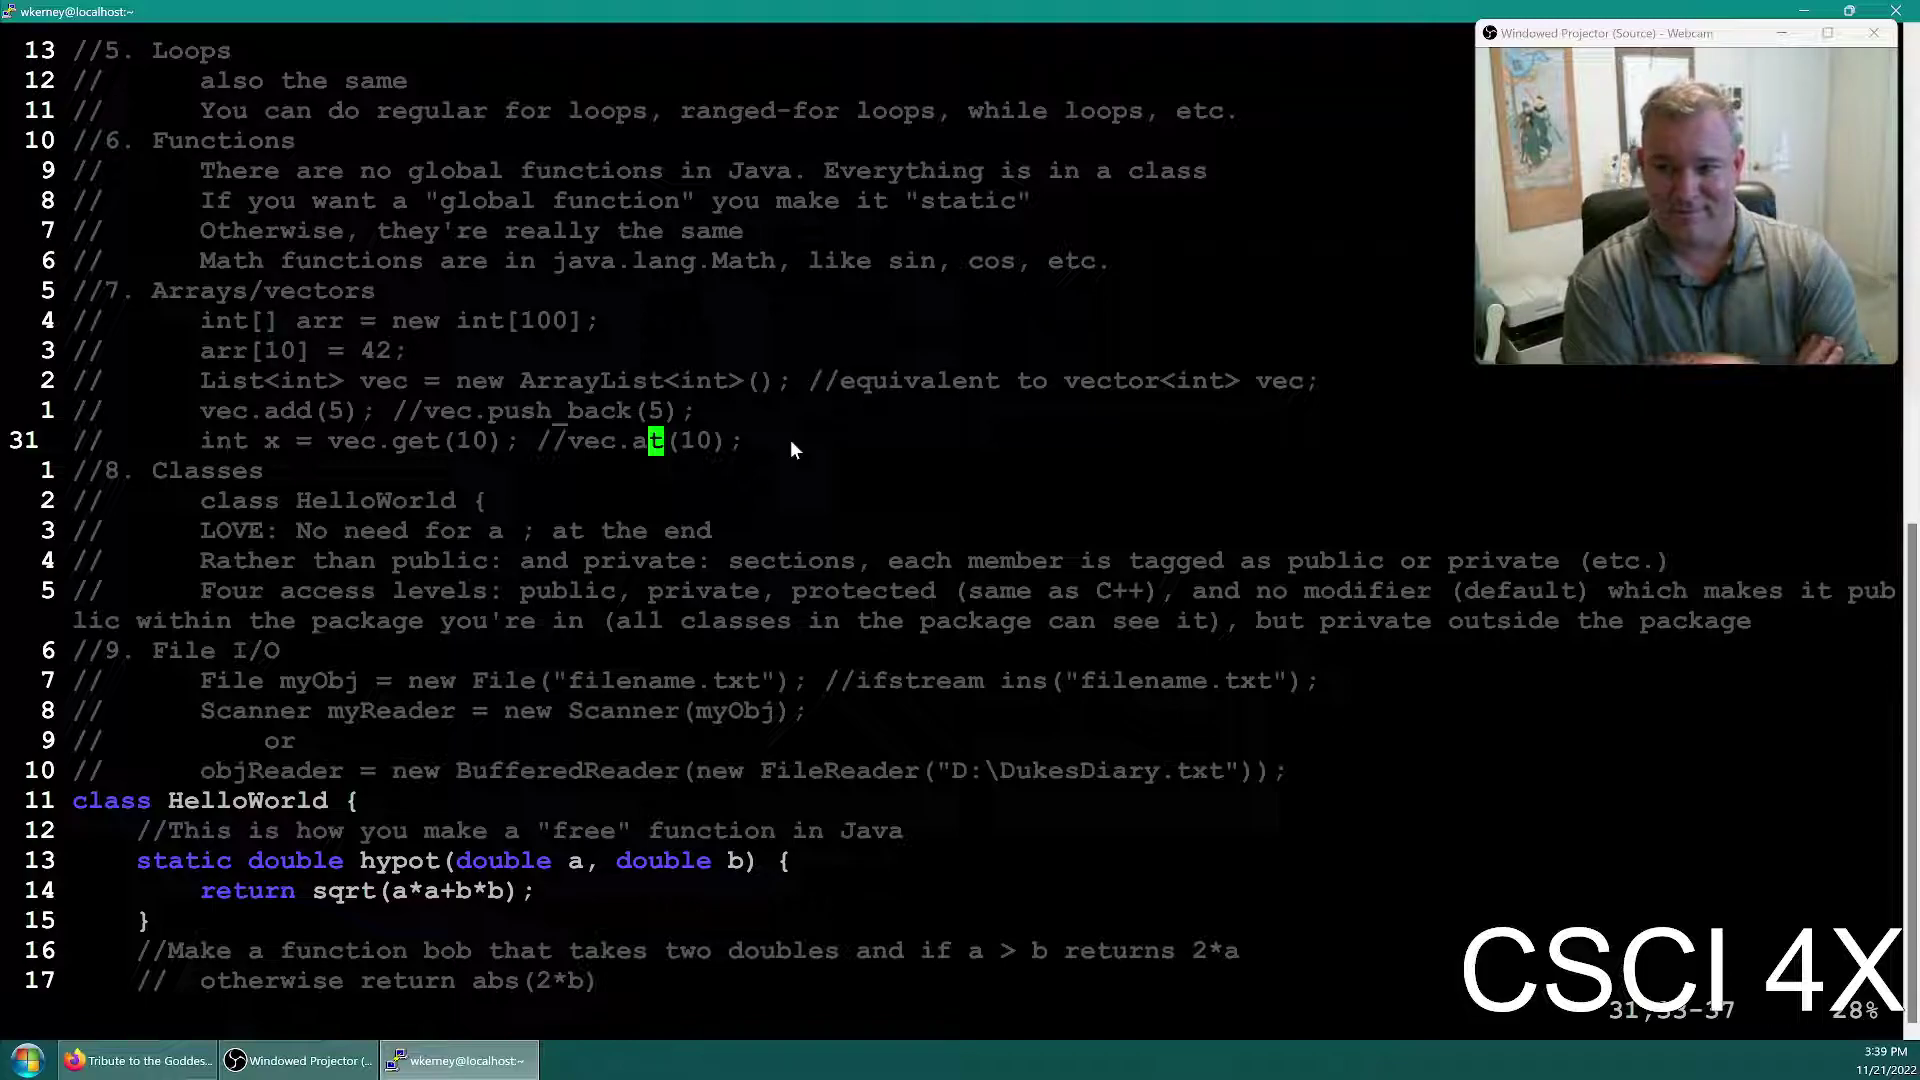 wkerney@localhost:~
Windowed Projector (Source) - Webcam
13 //5. Loops
12 // also the same
11 // You can do regular for loops, ranged-for loops, while loops, etc.
10 //6. Functions
9 // There are no global functions in Java. Everything is in a class
8 // If you want a "global function" you make it "static"
7 // Otherwise, they're really the same
6 // Math functions are in java.lang.Math, like sin, cos, etc.
5 //7. Arrays/vectors
4 // int[] arr = new int[100];
3 // arr[10] = 42;
2 // List<int> vec = new ArrayList<int>(); //equivalent to vector<int> vec;
1 // vec.add(5); //vec.push_back(5);
31 // int x = vec.get(10); //vec.at(10);
1 //8. Classes
2 // class HelloWorld {
3 // LOVE: No need for a ; at the end
4 // Rather than public: and private: sections, each member is tagged as public or private (etc.)
5 // Four access levels: public, private, protected (same as C++), and no modifier (default) which makes it pub
lic within the package you're in (all classes in the package can see it), but private outside the package
6 //9. File I/O
7 // File myObj = new File("filename.txt"); //ifstream ins("filename.txt");
8 // Scanner myReader = new Scanner(myObj);
9 // or
10 // objReader = new BufferedReader(new FileReader("D:\DukesDiary.txt"));
11 class HelloWorld {
12 //This is how you make a "free" function in Java
13 static double hypot(double a, double b) {
14 return sqrt(a*a+b*b);
15 }
16 //Make a function bob that takes two doubles and if a > b returns 2*a
17 // otherwise return abs(2*b)
CSCI 4X
31,33-37 28%
Tribute to the Goddes...
Windowed Projector (...
wkerney@localhost:~
3:39 PM
11/21/2022